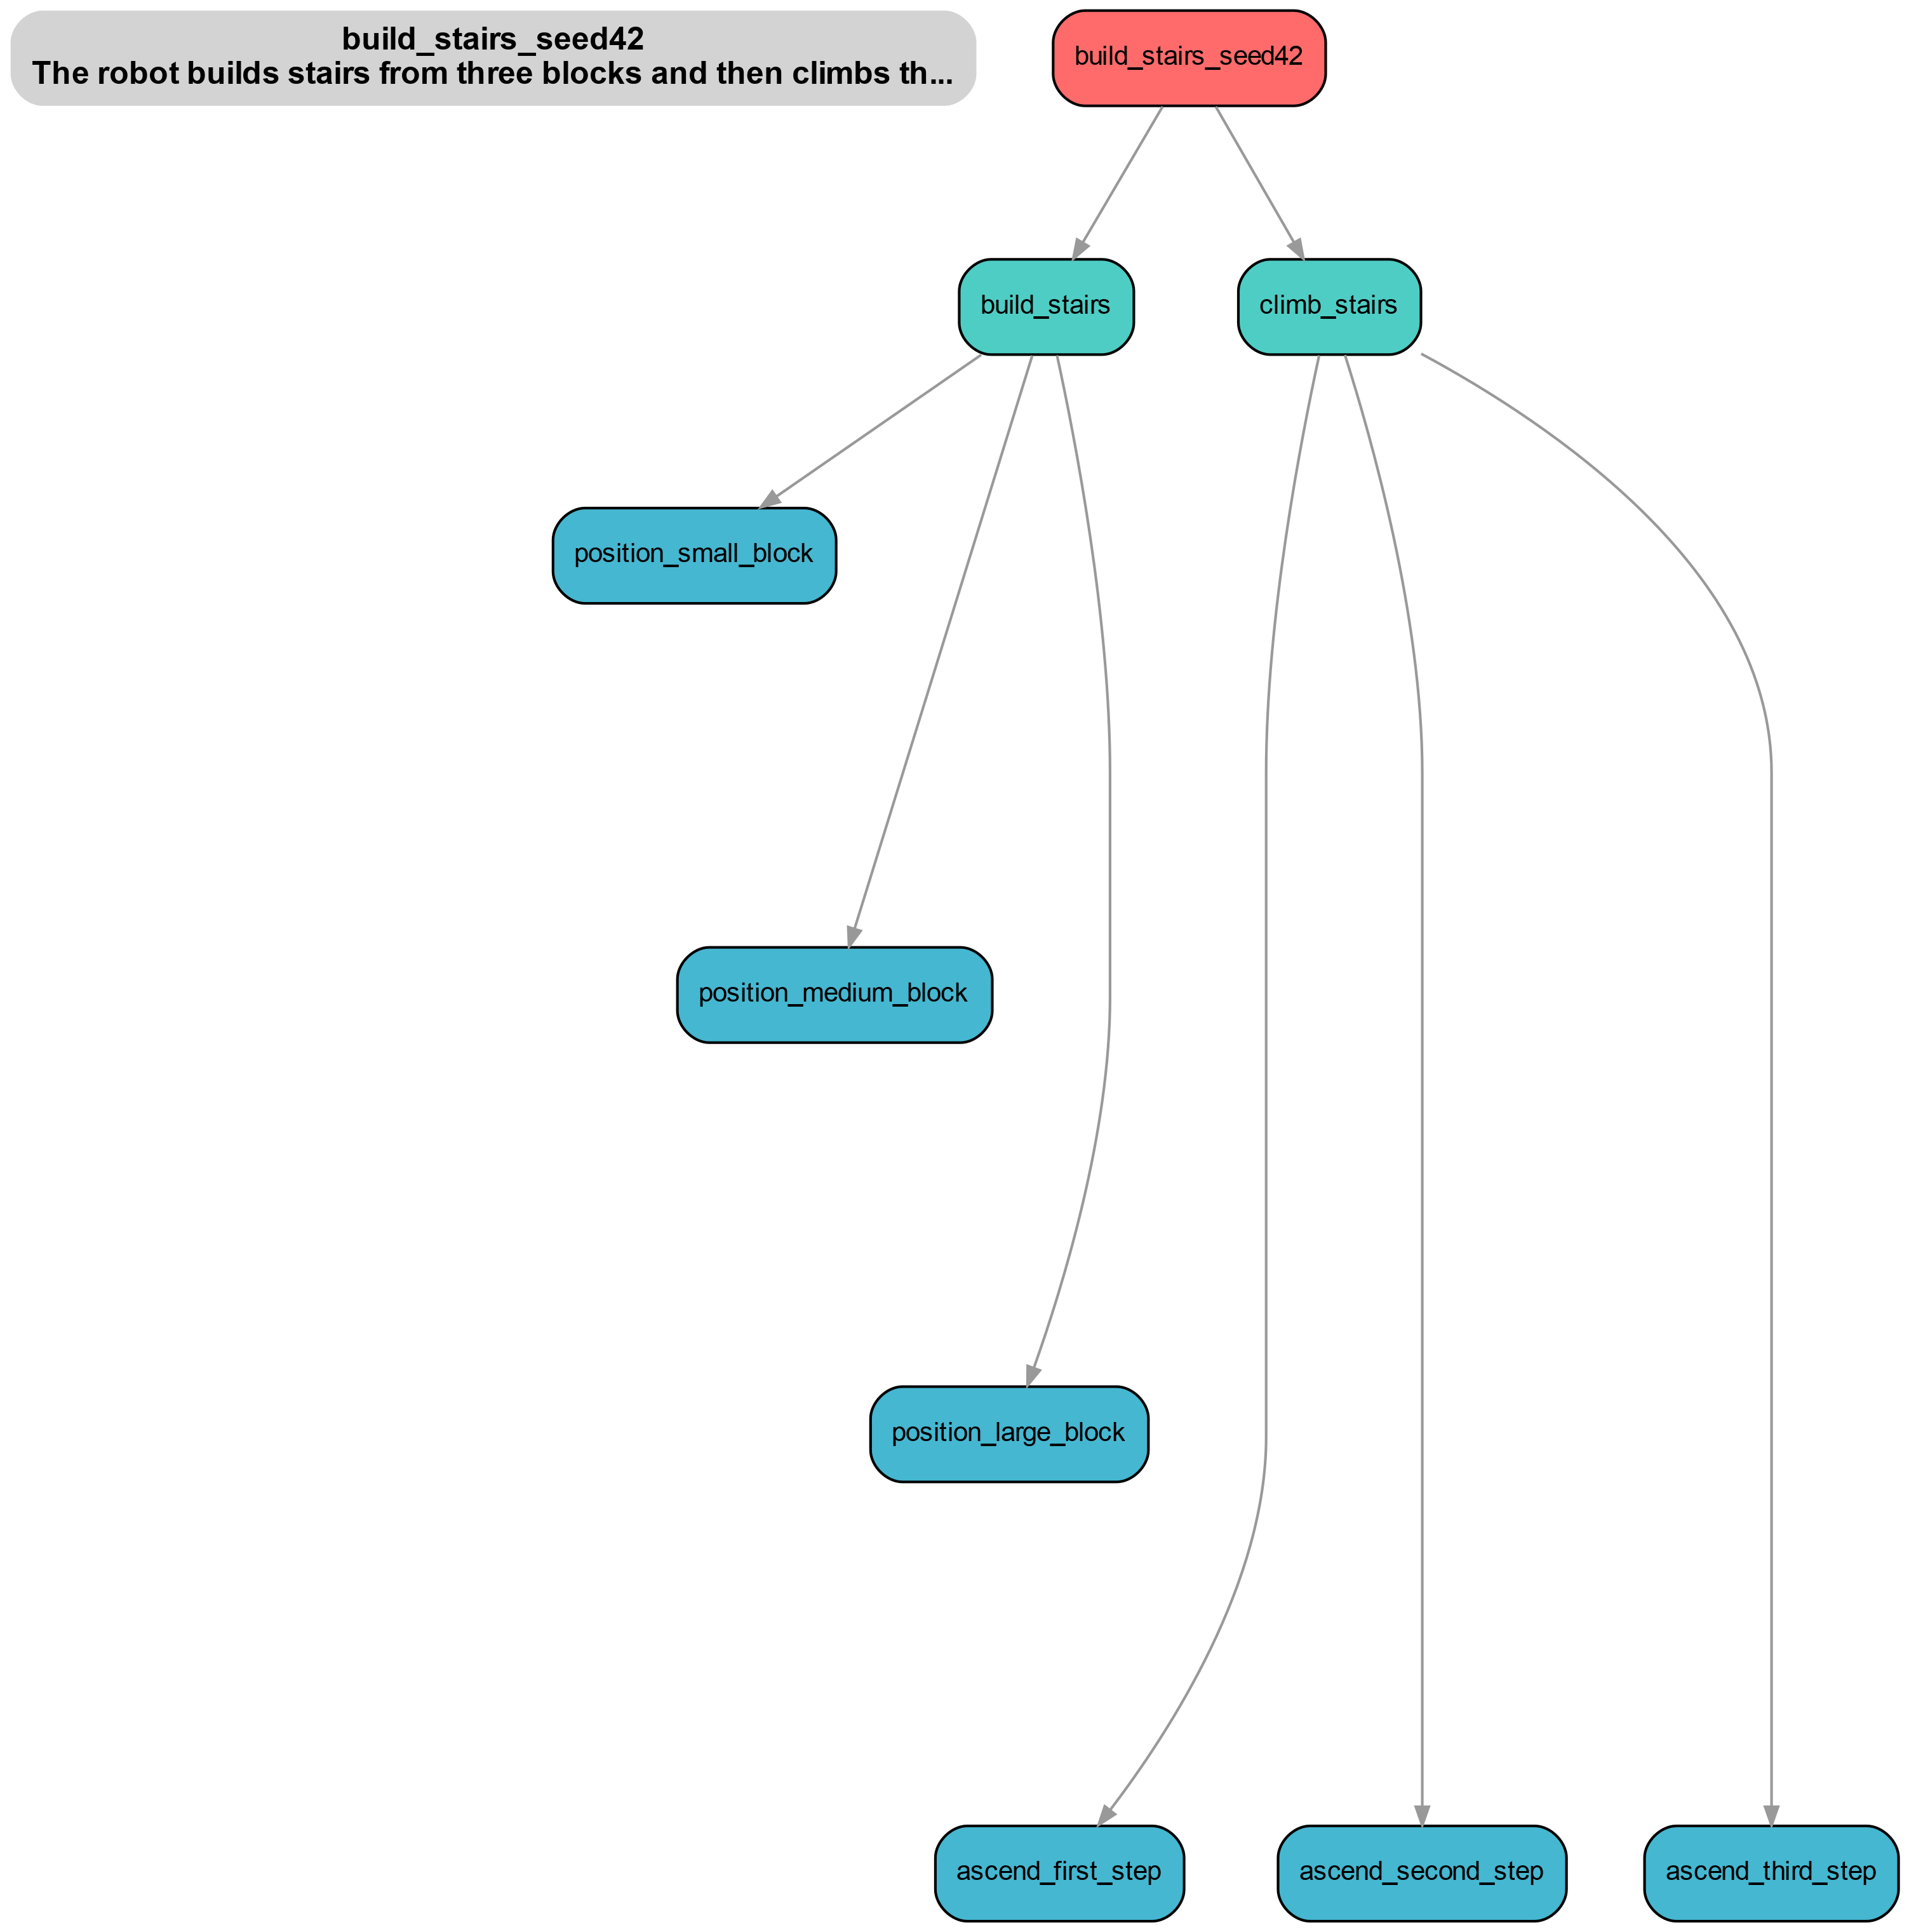 build_stairs_seed42
The robot builds stairs from three blocks and then climbs th...
build_stairs_seed42
build_stairs
climb_stairs
position_small_block
position_medium_block
position_large_block
ascend_first_step
ascend_second_step
ascend_third_step